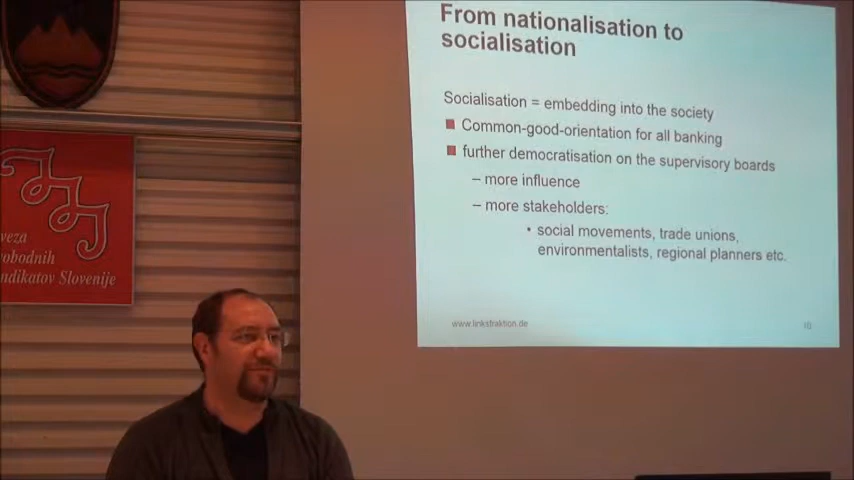 From nationalisation to
socialisation
Socialisation = embedding into the society
Common-good-orientation for all banking
further democratisation on the supervisory boards
– more influence
– more stakeholders:
• social movements, trade unions,
environmentalists, regional planners etc.
www.linksfraktion.de
10
veza
obodnih
ndikatov Slovenije